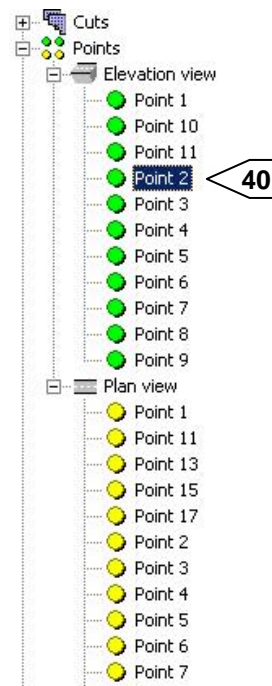 Cuts
Points
Elevation view
Point 1
Point 10
Point 11
Point 2
40
Point 3
Point 4
Point 5
Point 6
Point 7
Point 8
Point 9
Plan view
Point 1
Point 11
Point 13
Point 15
Point 17
Point 2
Point 3
Point 4
Point 5
Point 6
Point 7